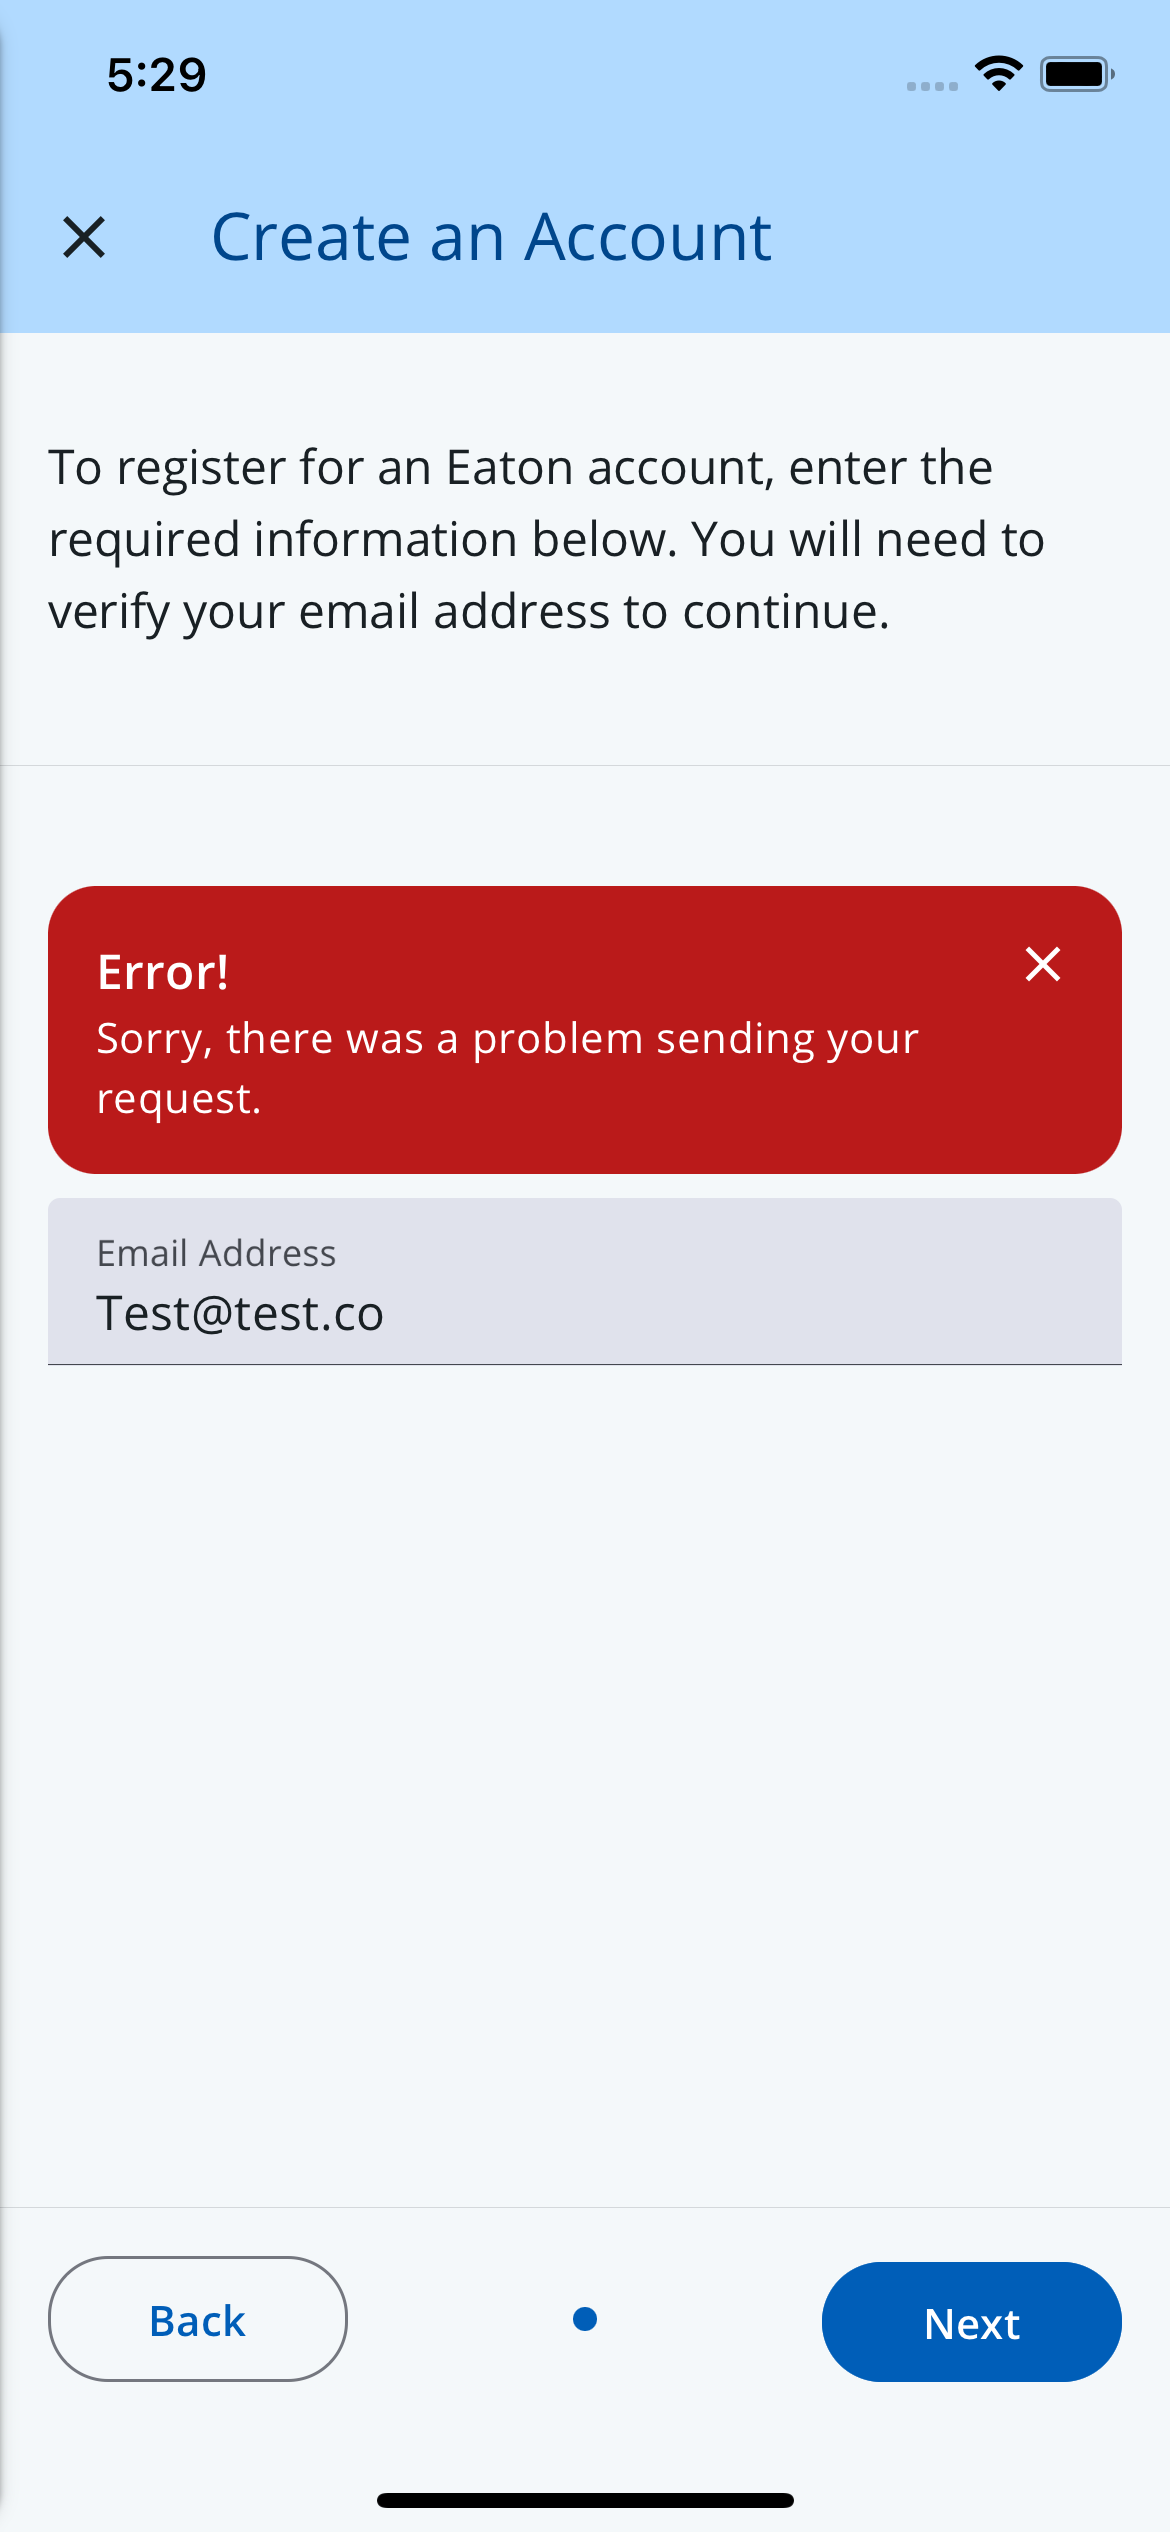 5:29
Create an Account
To register for an Eaton account, enter the
required information below. You will need to
verify your email address to continue.
Error!
Sorry, there was a problem sending your
request.
Email Address
Test@test.co
Back
Next